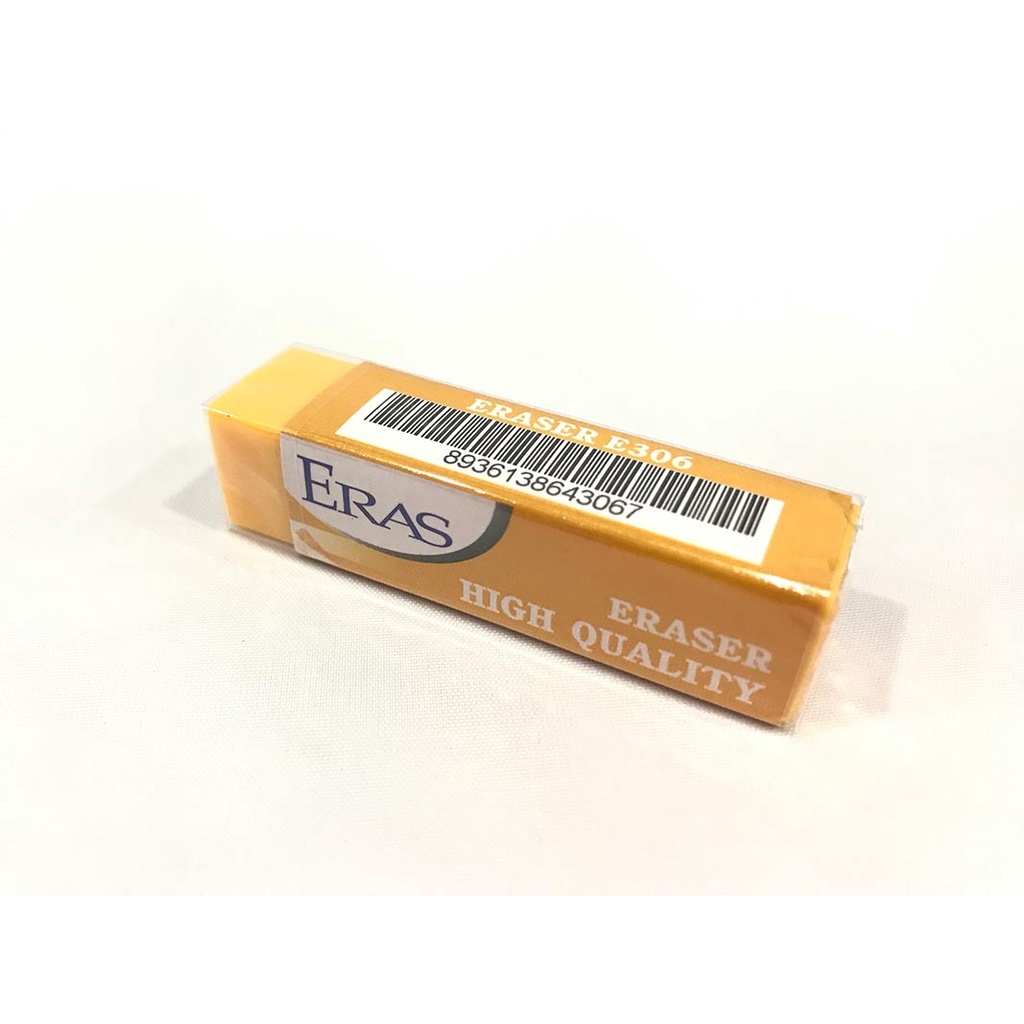 ERASER E306
8936138643067
ERAS
ERASER
HIGH QUALITY